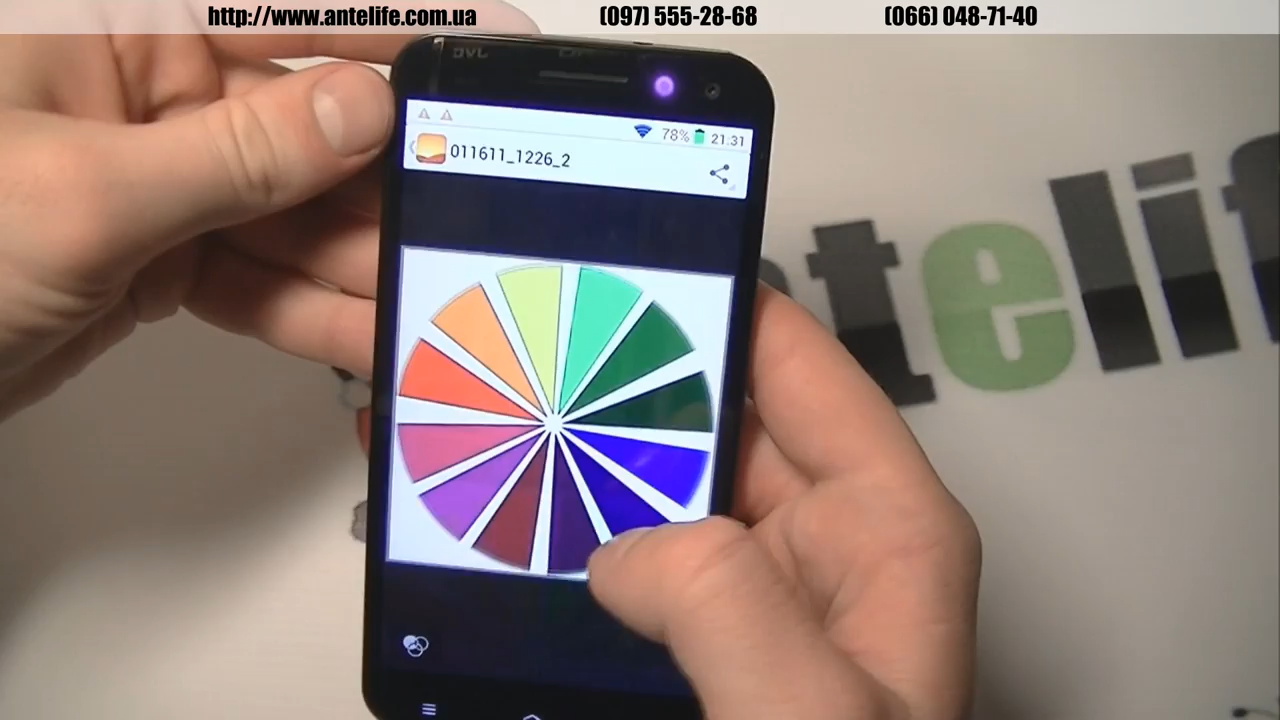 http://www.antelife.com.ua (097) 555-28-68 (066) 048-71-40
78% 21.31
011611_1226_2
telif